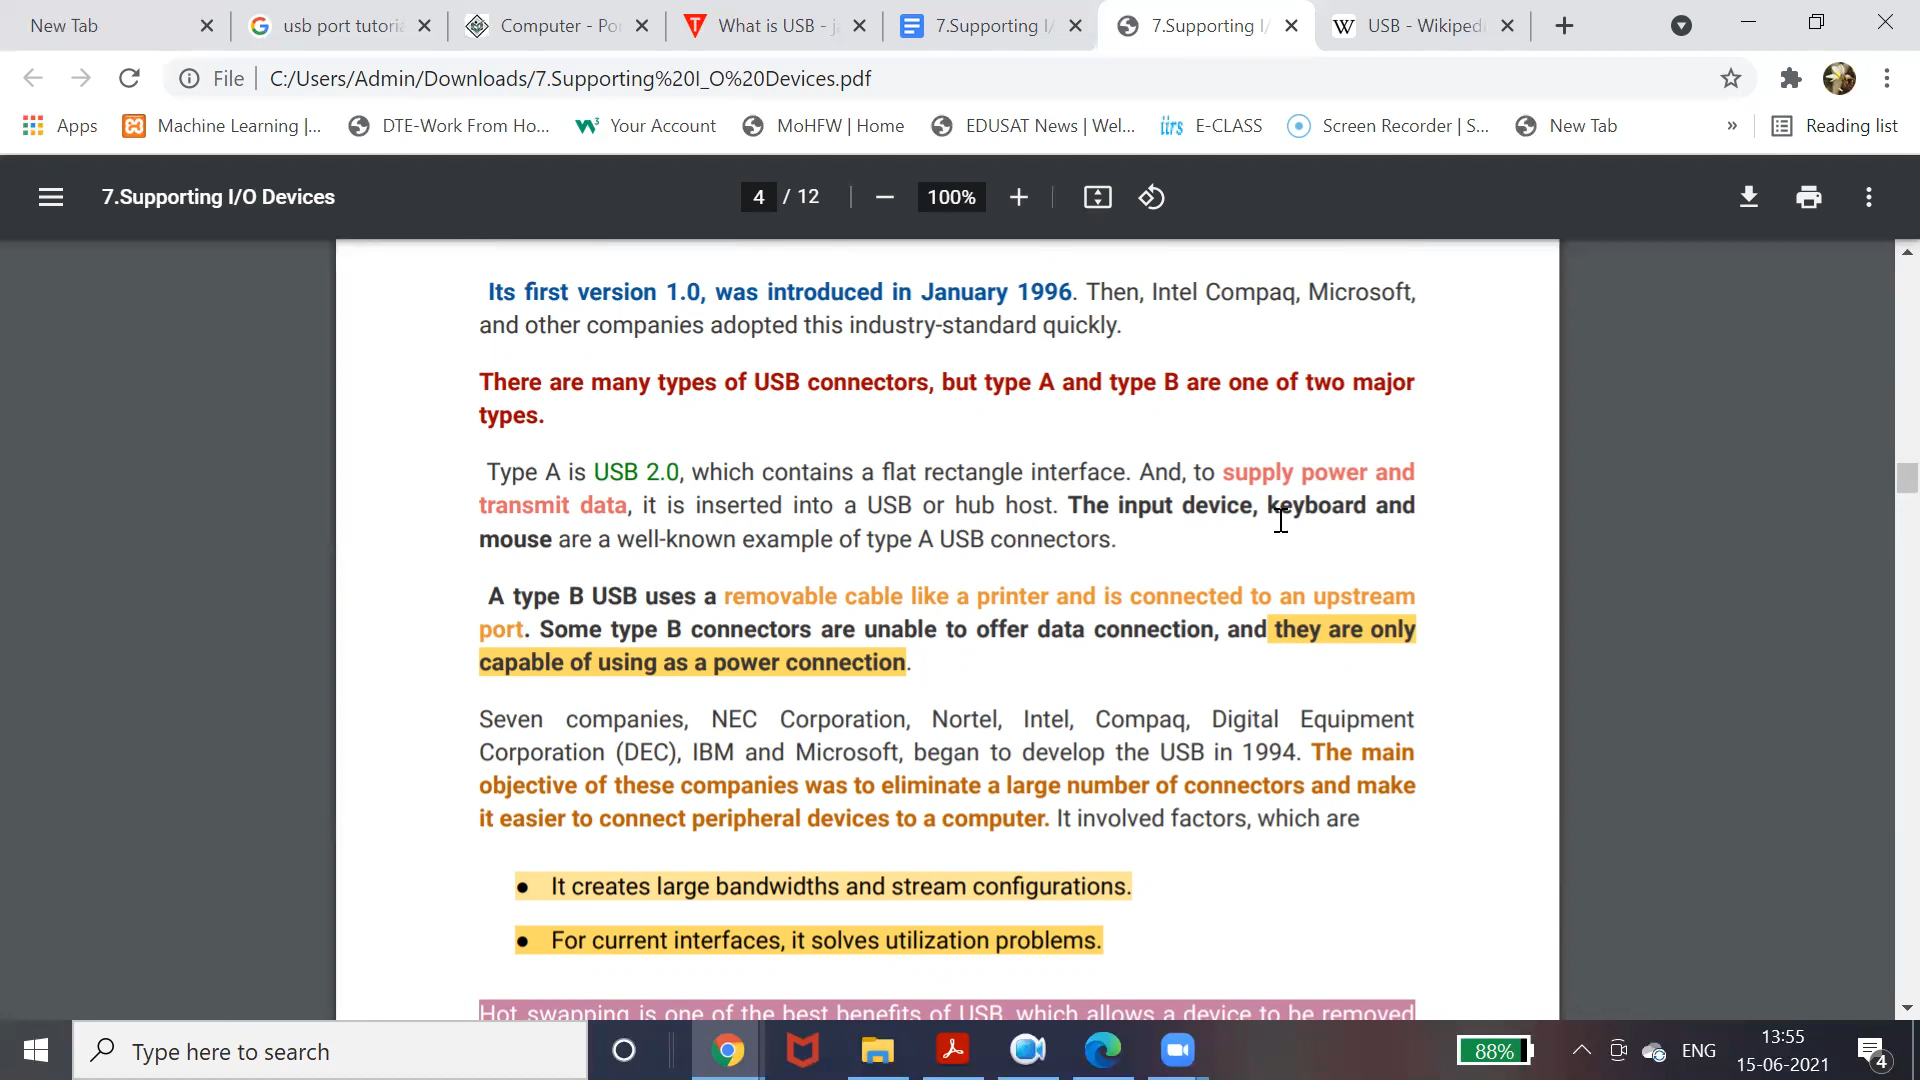 New Tab
usb port tutoria
Computer - Po
What is USB - ja
7.Supporting I/
7.Supporting I/
USB - Wikiped
File
C:/Users/Admin/Downloads/7.Supporting%20I_O%20Devices.pdf
Apps
Machine Learning |...
DTE-Work From Ho...
Your Account
MoHFW | Home
EDUSAT News | Wel...
E-CLASS
Screen Recorder | S...
New Tab
»
Reading list
7.Supporting I/O Devices
4 / 12
100%
Its first version 1.0, was introduced in January 1996. Then, Intel Compaq, Microsoft,
and other companies adopted this industry-standard quickly.
There are many types of USB connectors, but type A and type B are one of two major
types.
Type A is USB 2.0, which contains a flat rectangle interface. And, to supply power and
transmit data, it is inserted into a USB or hub host. The input device, keyboard and
mouse are a well-known example of type A USB connectors.
A type B USB uses a removable cable like a printer and is connected to an upstream
port. Some type B connectors are unable to offer data connection, and they are only
capable of using as a power connection.
Seven companies, NEC Corporation, Nortel, Intel, Compaq, Digital Equipment
Corporation (DEC), IBM and Microsoft, began to develop the USB in 1994. The main
objective of these companies was to eliminate a large number of connectors and make
it easier to connect peripheral devices to a computer. It involved factors, which are
● It creates large bandwidths and stream configurations.
● For current interfaces, it solves utilization problems.
Hot swapping is one of the best benefits of USB, which allows a device to be removed
Type here to search
88%
ENG
13:55
15-06-2021
4